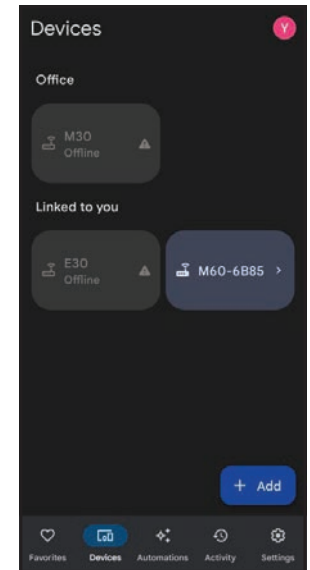 Devices
Y
Office
M30
Offline
Linked to you
E30
Offline
M60-6B85
+ Add
Favorites
Devices
Automations
Activity
Settings